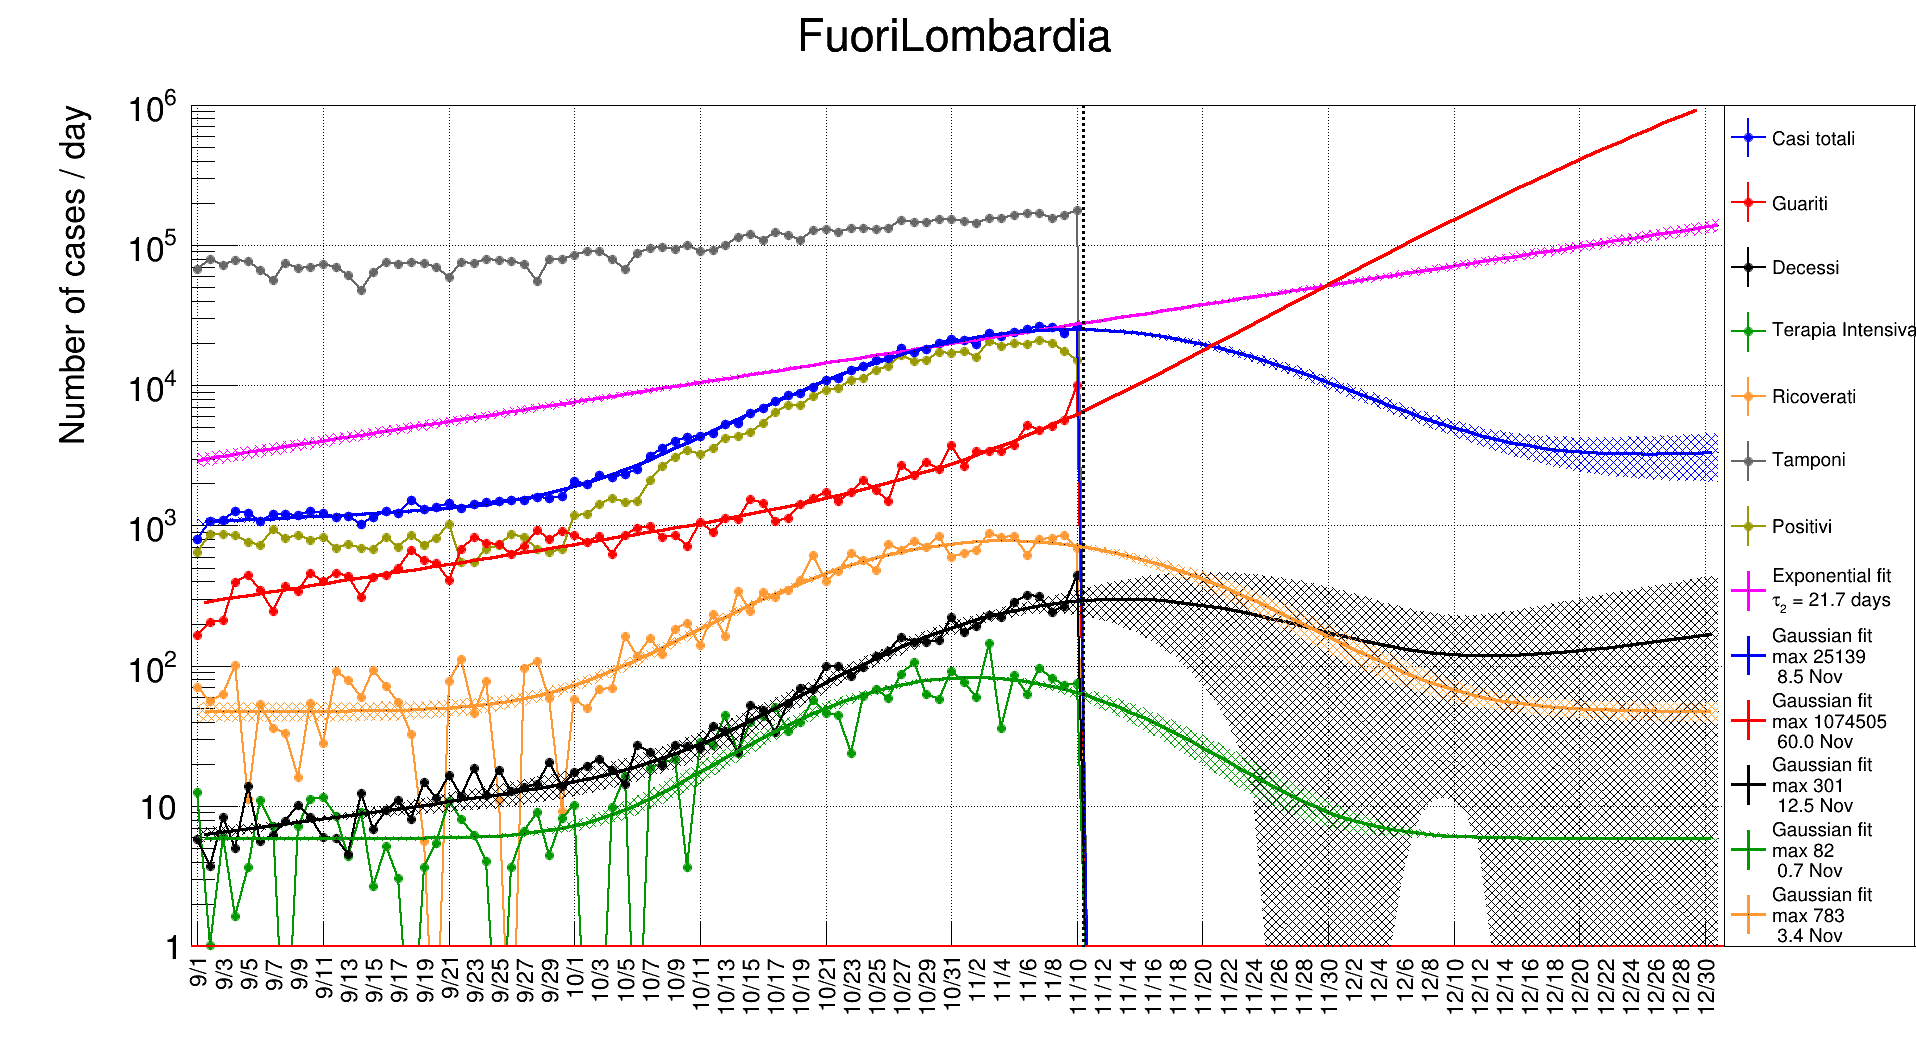 FuoriLombardia
Number of cases / day
10^6
10^5
10^4
10^3
10^2
10
1
9/1
9/3
9/5
9/7
9/9
9/11
9/13
9/15
9/17
9/19
9/21
9/23
9/25
9/27
9/29
10/1
10/3
10/5
10/7
10/9
10/11
10/13
10/15
10/17
10/19
10/21
10/23
10/25
10/27
10/29
10/31
11/2
11/4
11/6
11/8
11/10
11/12
11/14
11/16
11/18
11/20
11/22
11/24
11/26
11/28
11/30
12/2
12/4
12/6
12/8
12/10
12/12
12/14
12/16
12/18
12/20
12/22
12/24
12/26
12/28
12/30
Casi totali
Guariti
Decessi
Terapia Intensiva
Ricoverati
Tamponi
Positivi
Exponential fit
τ₂ = 21.7 days
Gaussian fit
max 25139
8.5 Nov
Gaussian fit
max 1074505
60.0 Nov
Gaussian fit
max 301
12.5 Nov
Gaussian fit
max 82
0.7 Nov
Gaussian fit
max 783
3.4 Nov